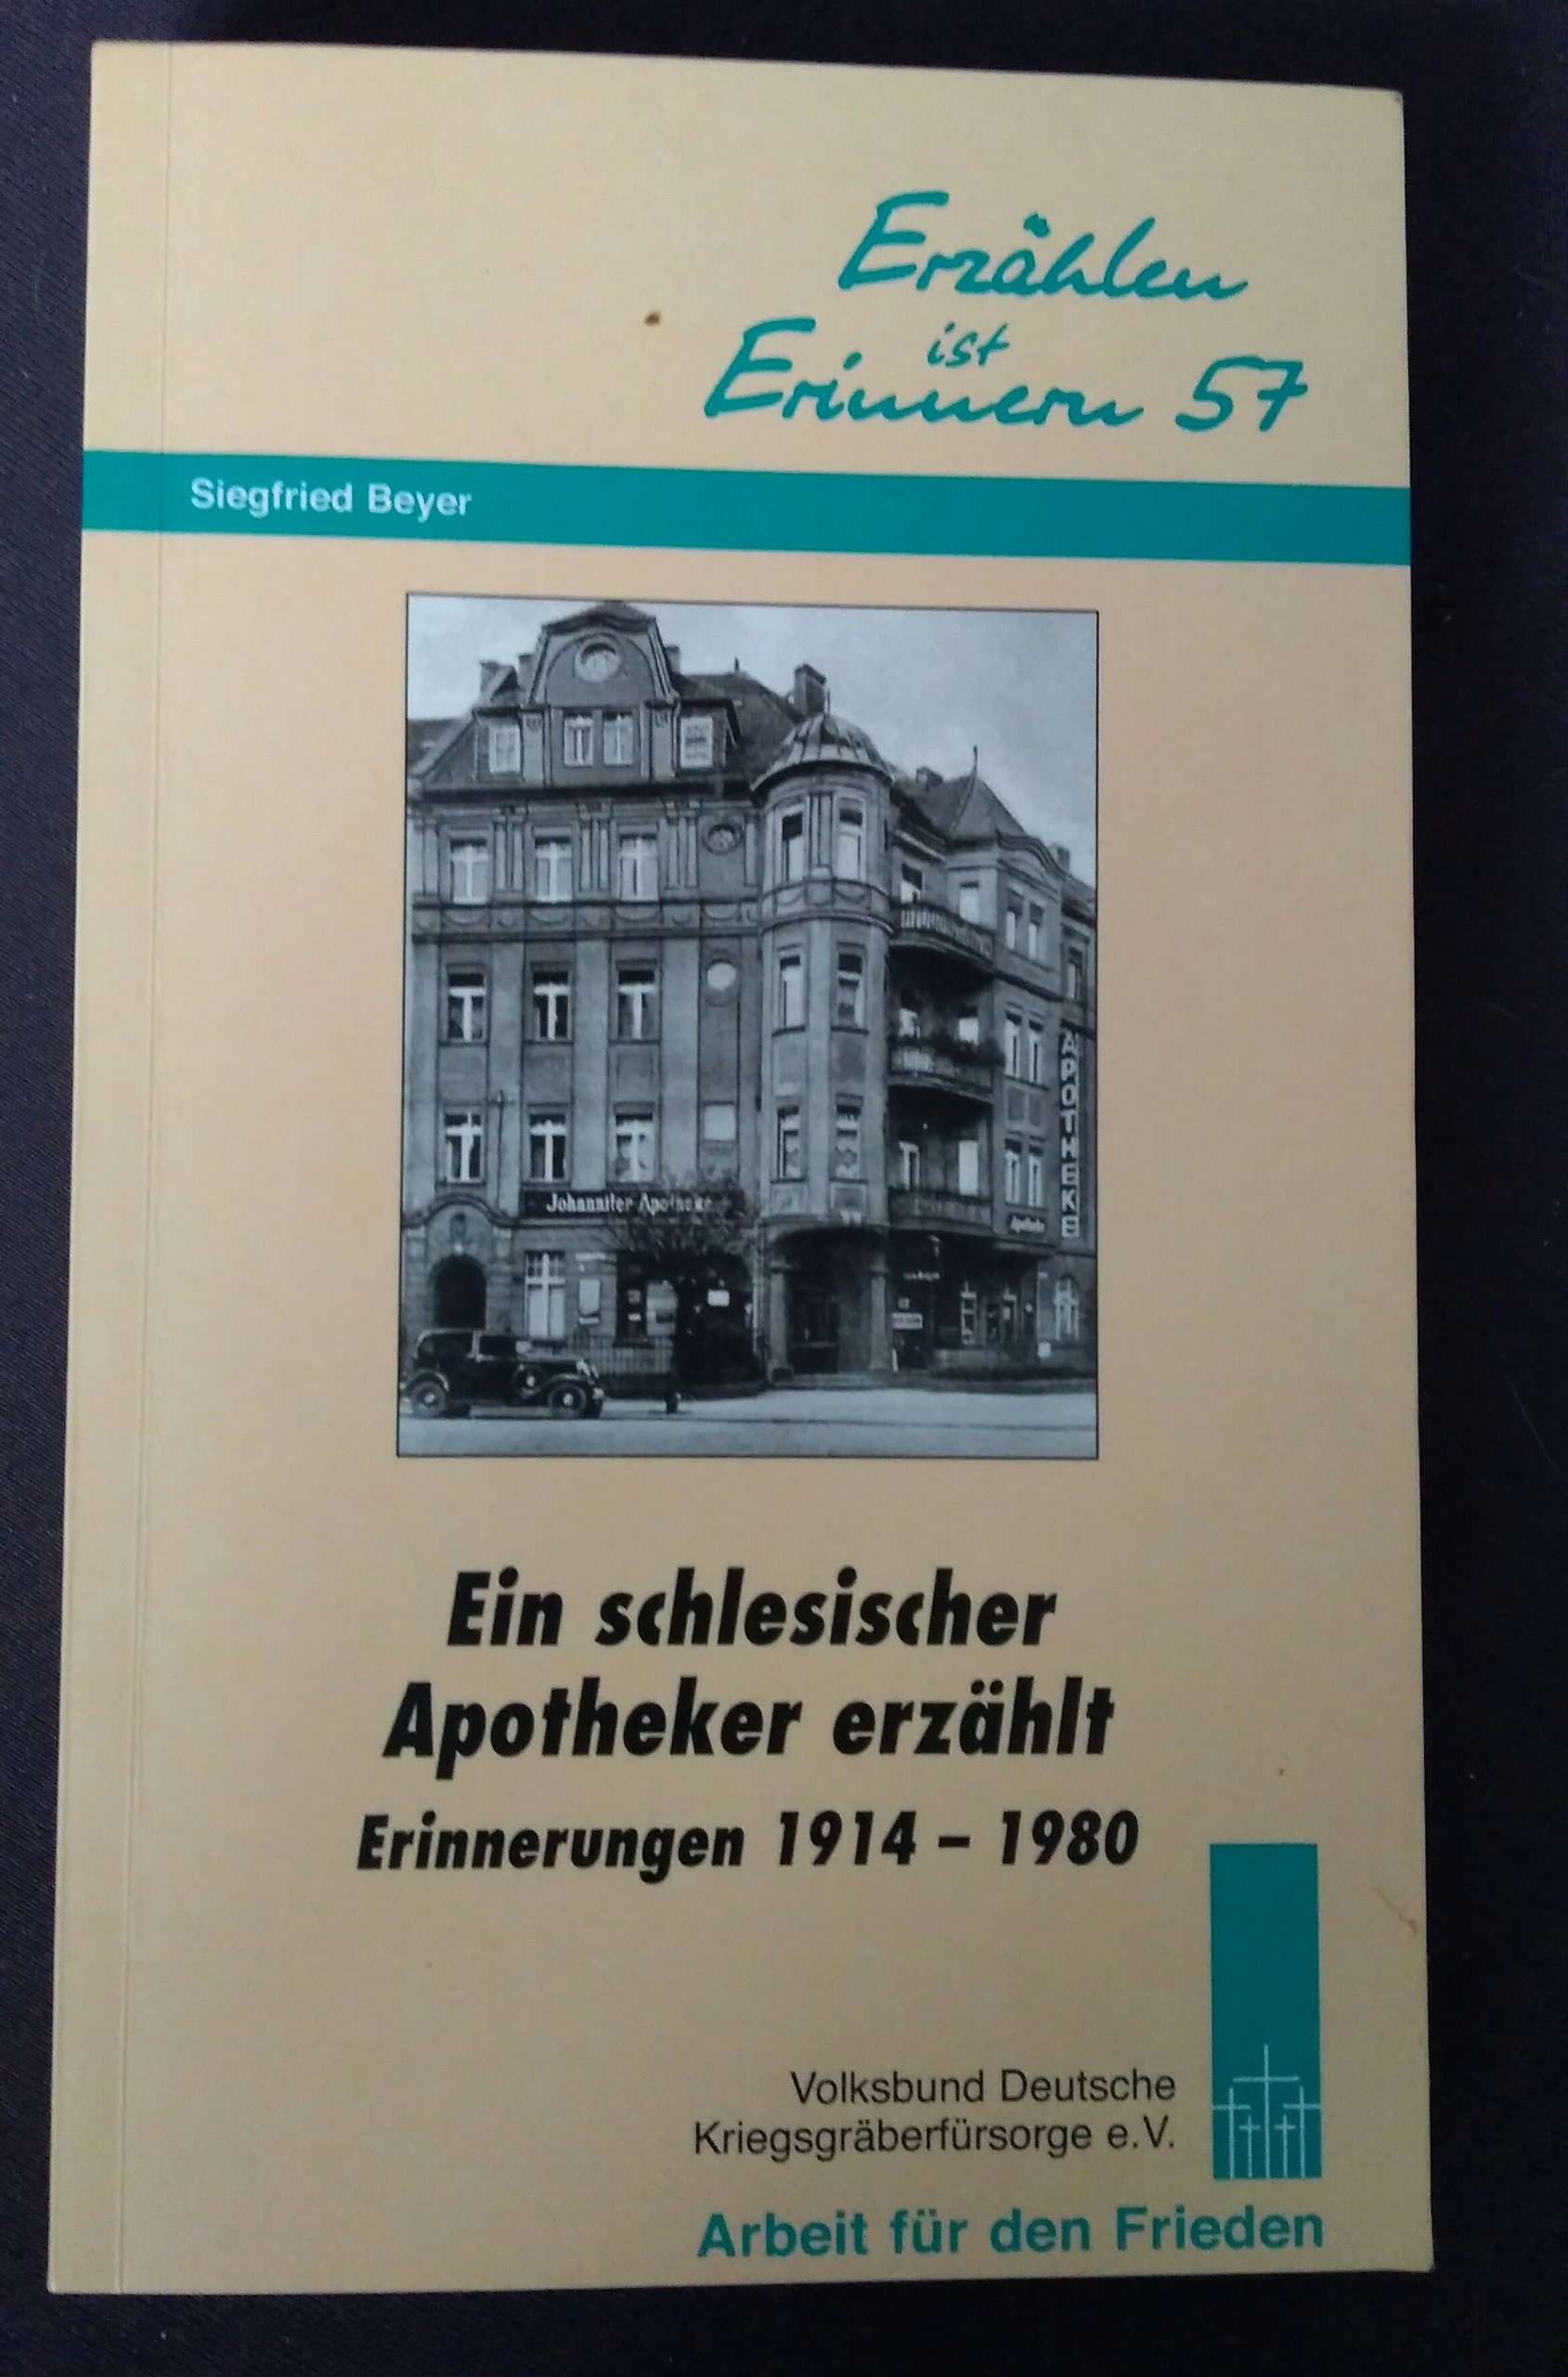 Erzählen
ist
Erinnern 57
Siegfried Beyer
Johanniter-Apotheke
APOTHEKE
Apotheke
Ein schlesischer
Apotheker erzählt
Erinnerungen 1914 – 1980
Volksbund Deutsche
Kriegsgräberfürsorge e.V.
Arbeit für den Frieden